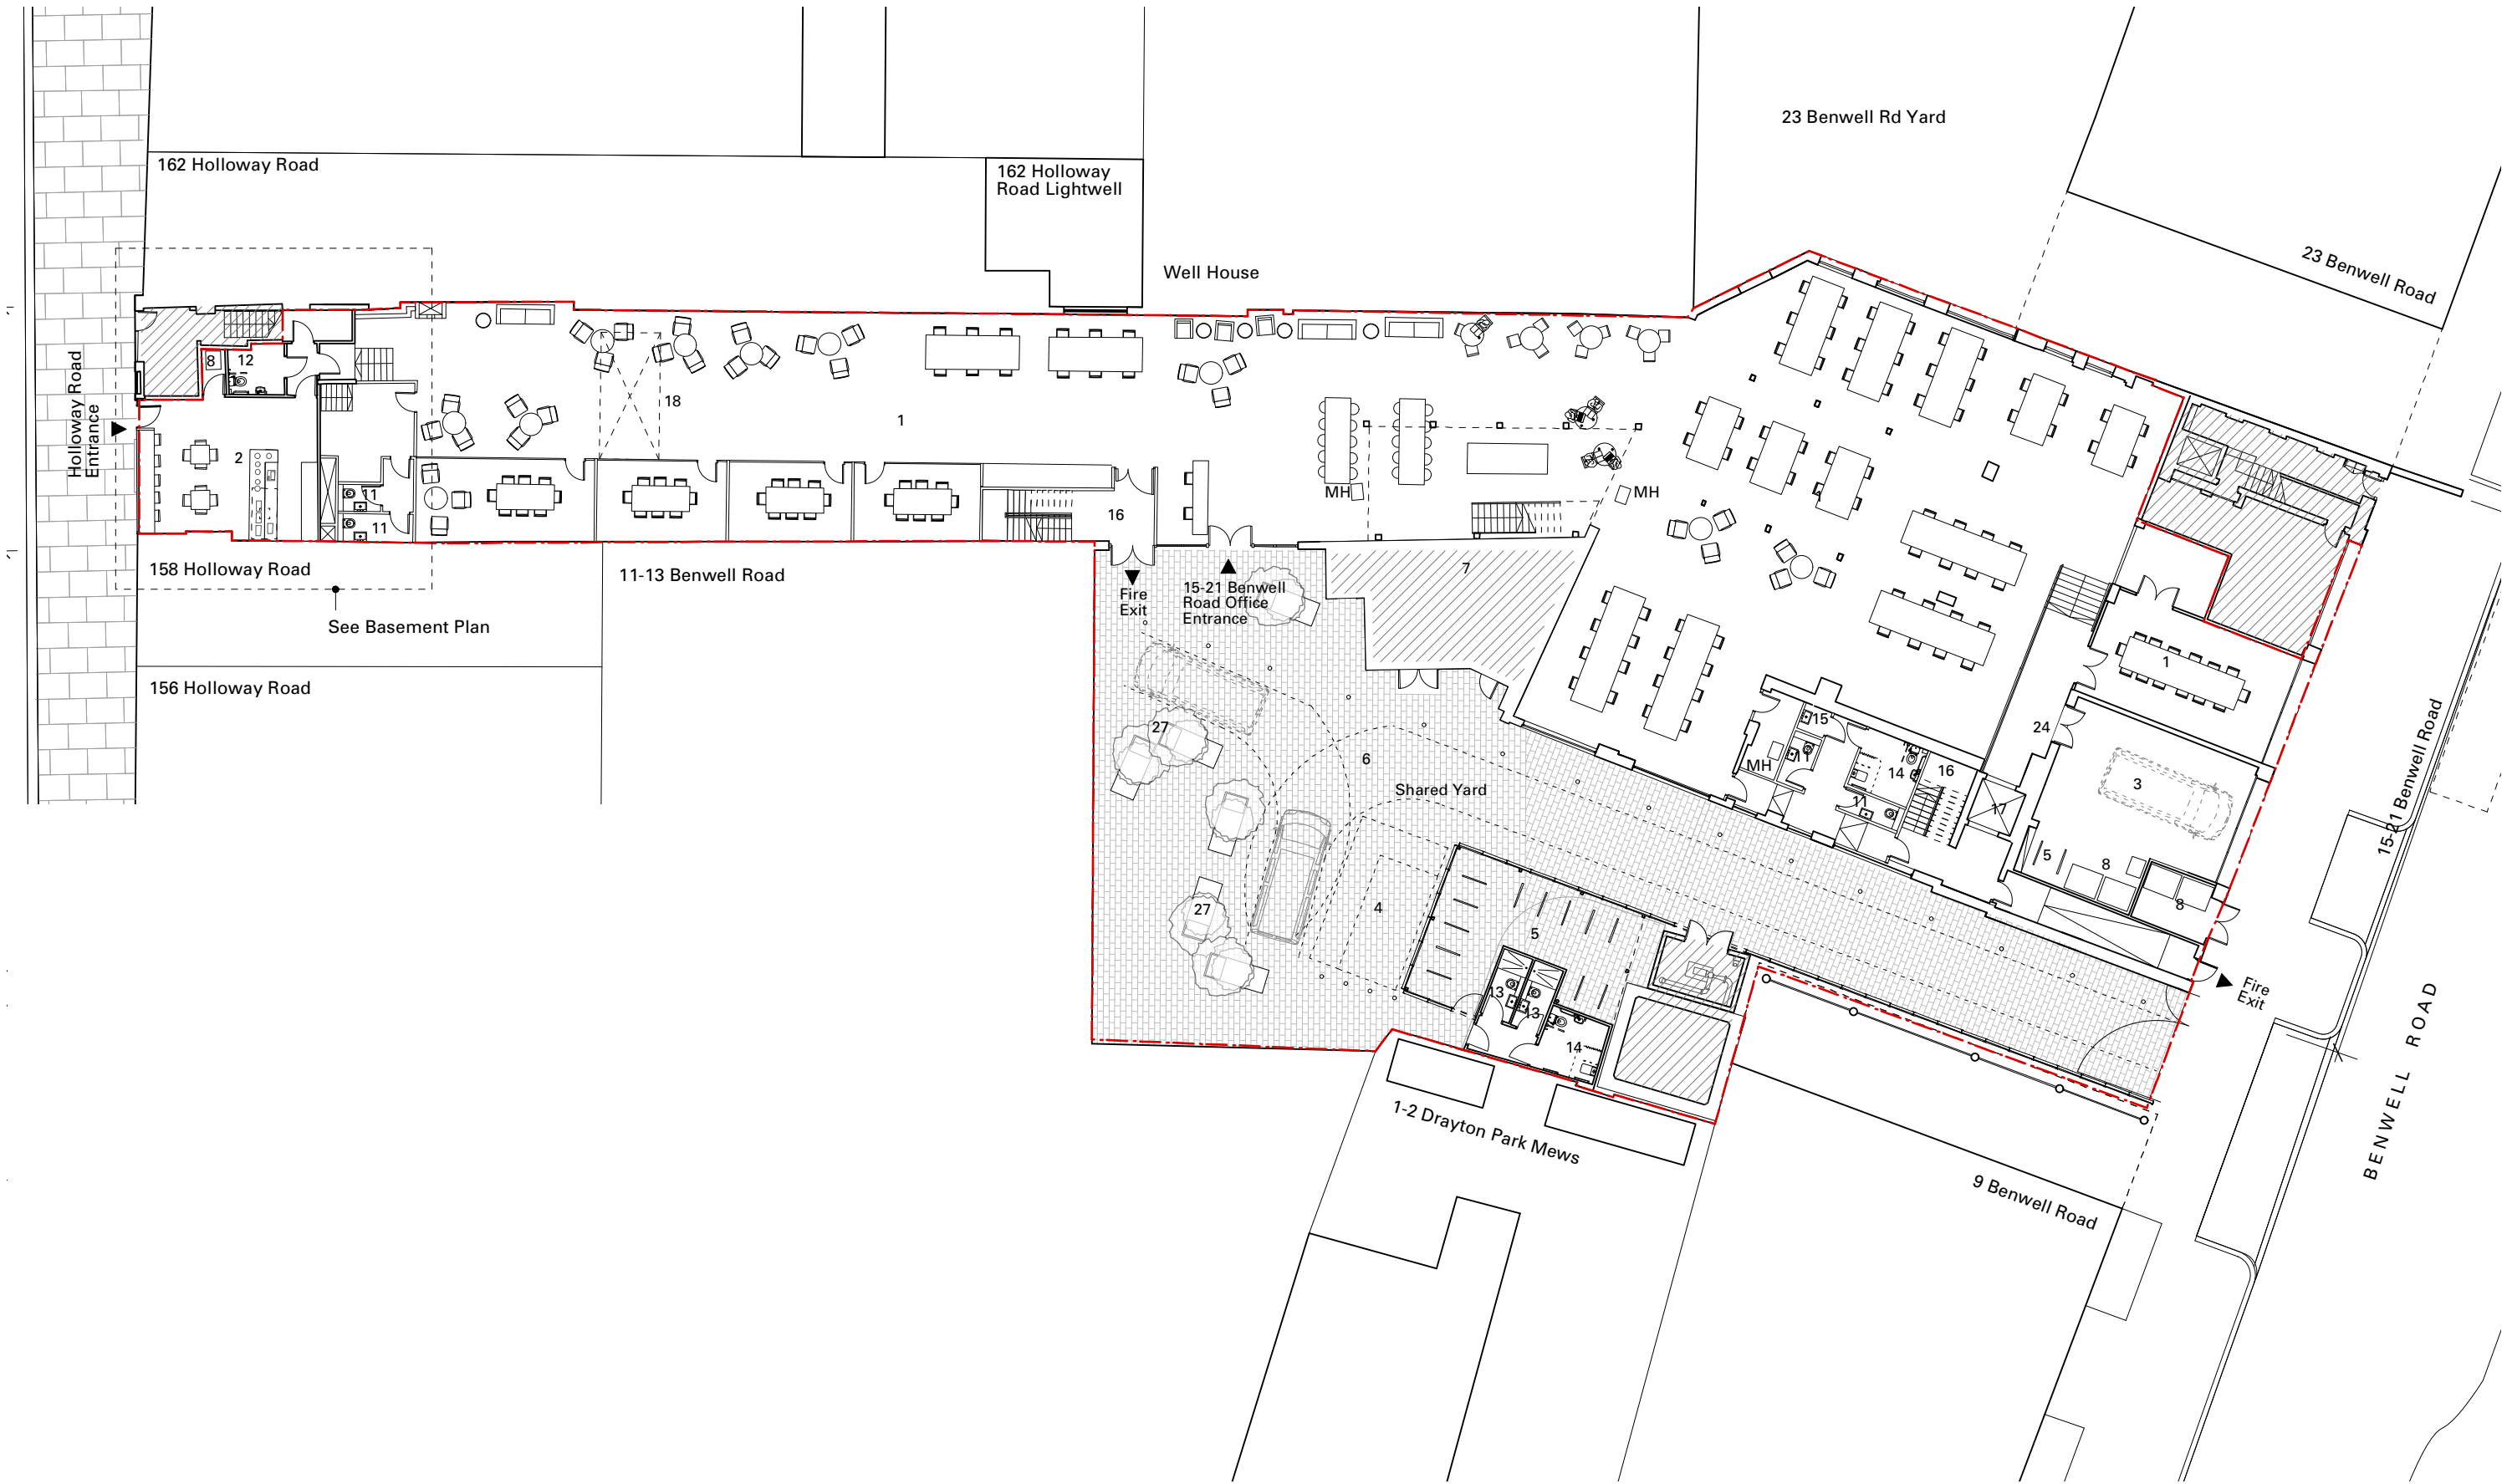 23 Benwell Rd Yard
162 Holloway Road
162 Holloway
Road Lightwell
23 Benwell Road
Well House
Holloway Road
Entrance
8
12
18
1
2
11
11
MH
MH
16
158 Holloway Road
11-13 Benwell Road
See Basement Plan
156 Holloway Road
Fire
Exit
15-21 Benwell
Road Office
Entrance
7
27
6
Shared Yard
1
24
15
11
MH
14
16
11
17
3
5
8
8
15-21 Benwell Road
27
4
5
13
13
14
Fire
Exit
1-2 Drayton Park Mews
9 Benwell Road
BENWELL ROAD